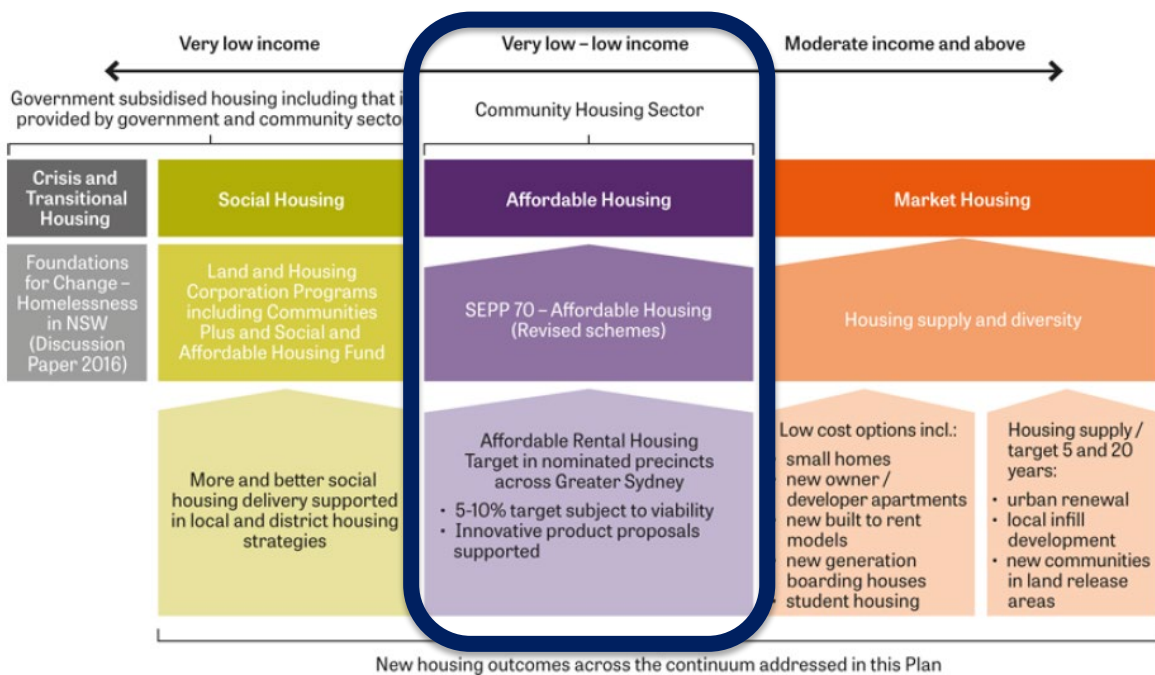 Very low income
Very low – low income
Moderate income and above
Government subsidised housing including that i
provided by government and community secto
Community Housing Sector
Crisis and
Transitional
Housing
Social Housing
Affordable Housing
Market Housing
Foundations
for Change –
Homelessness
in NSW
(Discussion
Paper 2016)
Land and Housing
Corporation Programs
including Communities
Plus and Social and
Affordable Housing Fund
SEPP 70 – Affordable Housing
(Revised schemes)
Housing supply and diversity
More and better social
housing delivery supported
in local and district housing
strategies
Affordable Rental Housing
Target in nominated precincts
across Greater Sydney
• 5-10% target subject to viability
• Innovative product proposals
supported
Low cost options incl.:
• small homes
• new owner /
developer apartments
• new built to rent
models
• new generation
boarding houses
• student housing
Housing supply /
target 5 and 20
years:
• urban renewal
• local infill
development
• new communities
in land release
areas
New housing outcomes across the continuum addressed in this Plan